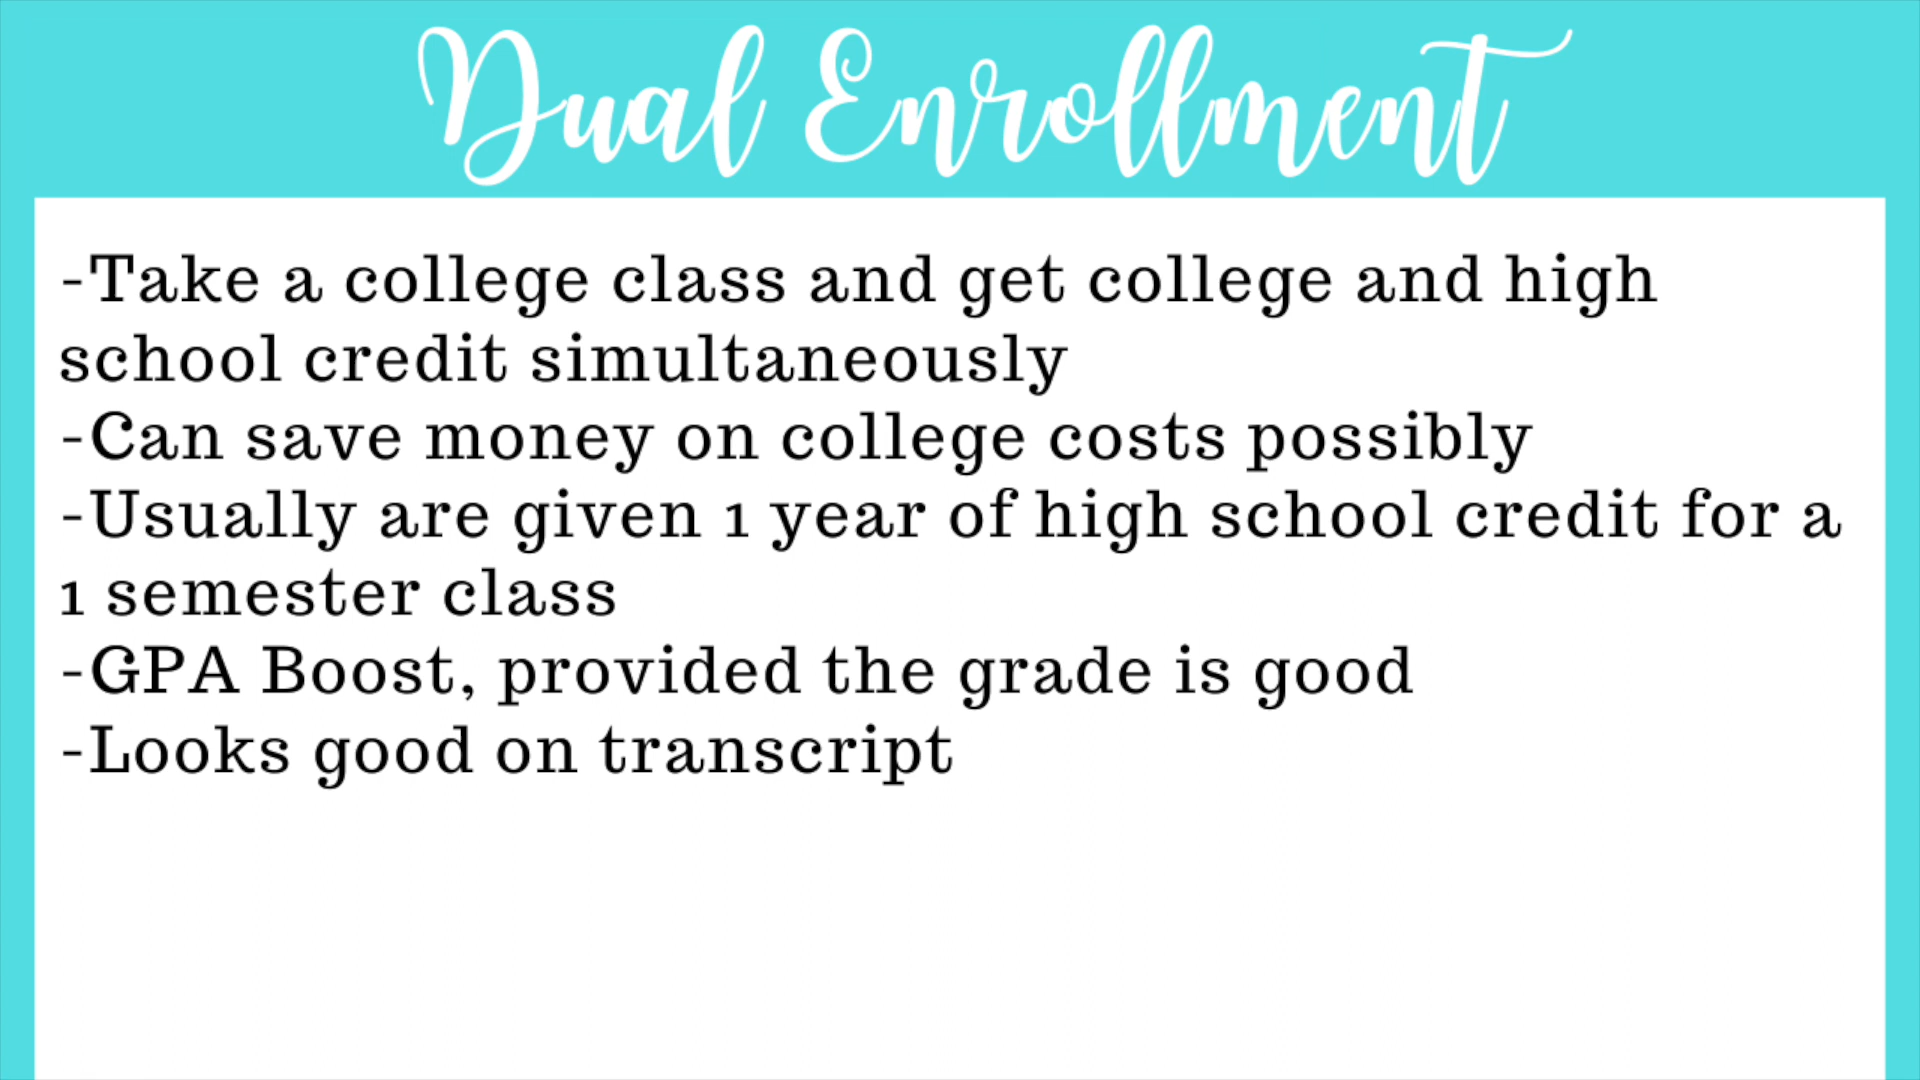 Dual Enrollment
-Take a college class and get college and high
school credit simultaneously
-Can save money on college costs possibly
-Usually are given 1 year of high school credit for a
1 semester class
-GPA Boost, provided the grade is good
-Looks good on transcript